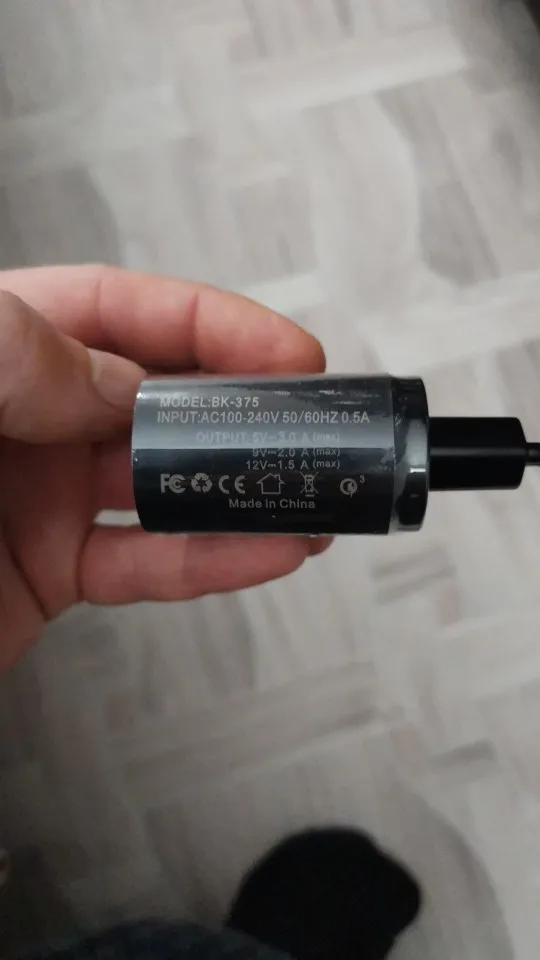 MODEL:BK-375
INPUT:AC100-240V 50/60HZ 0.5A
OUTPUT:5V⎓3.0 A (max)
9V⎓2.0 A (max)
12V⎓1.5 A (max)
FC CE 3
Made in China